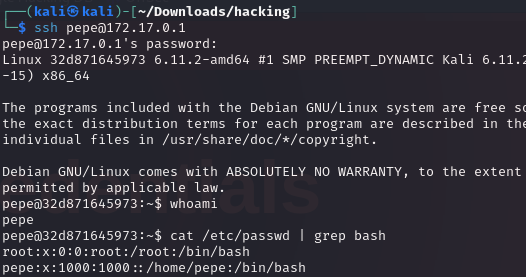 ┌──(kali㉿kali)-[~/Downloads/hacking]
└─$ ssh pepe@172.17.0.1
pepe@172.17.0.1's password:
Linux 32d871645973 6.11.2-amd64 #1 SMP PREEMPT_DYNAMIC Kali 6.11.2
-15) x86_64

The programs included with the Debian GNU/Linux system are free so
the exact distribution terms for each program are described in the
individual files in /usr/share/doc/*/copyright.

Debian GNU/Linux comes with ABSOLUTELY NO WARRANTY, to the extent
permitted by applicable law.
pepe@32d871645973:~$ whoami
pepe
pepe@32d871645973:~$ cat /etc/passwd | grep bash
root:x:0:0:root:/root:/bin/bash
pepe:x:1000:1000::/home/pepe:/bin/bash